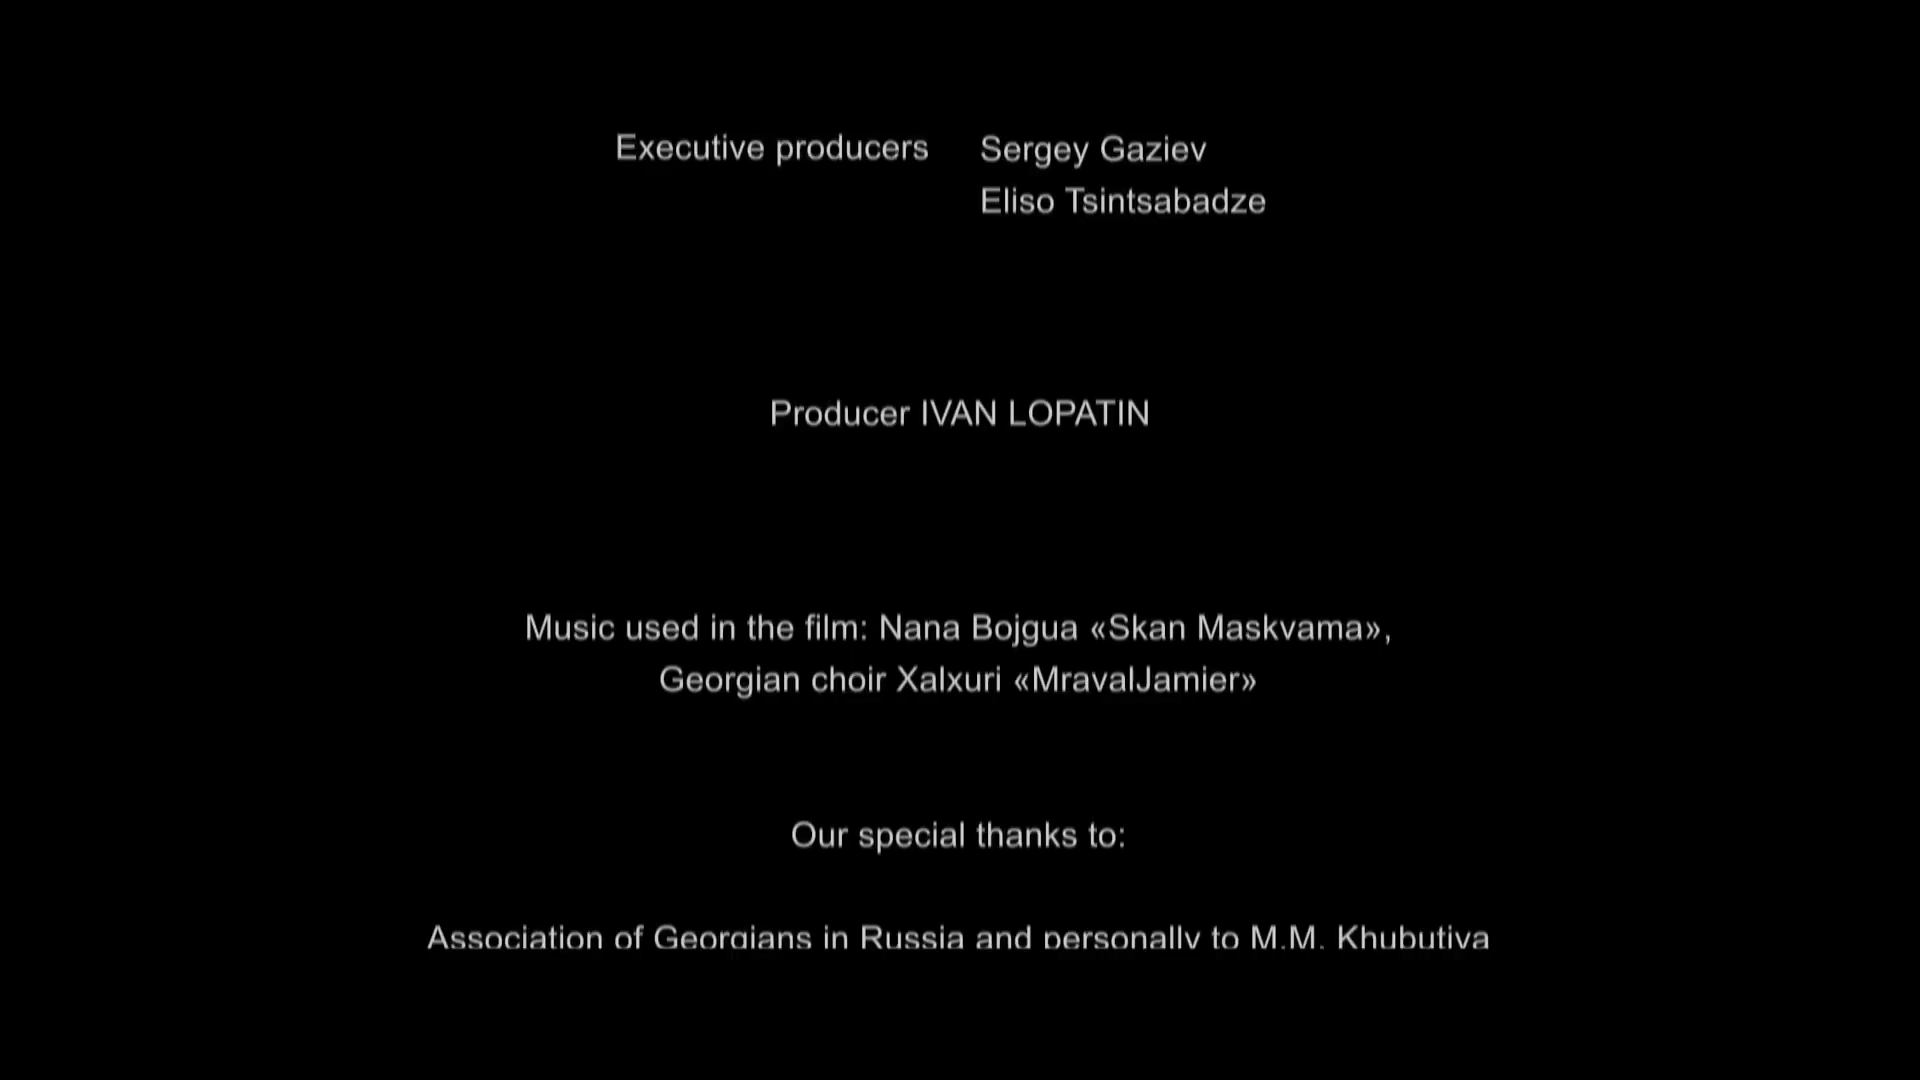 Executive producers Sergey Gaziev
Eliso Tsintsabadze
Producer IVAN LOPATIN
Music used in the film: Nana Bojgua «Skan Maskvama»,
Georgian choir Xalxuri «MravalJamier»
Our special thanks to:
Association of Georgians in Russia and personally to M.M. Khubutiya